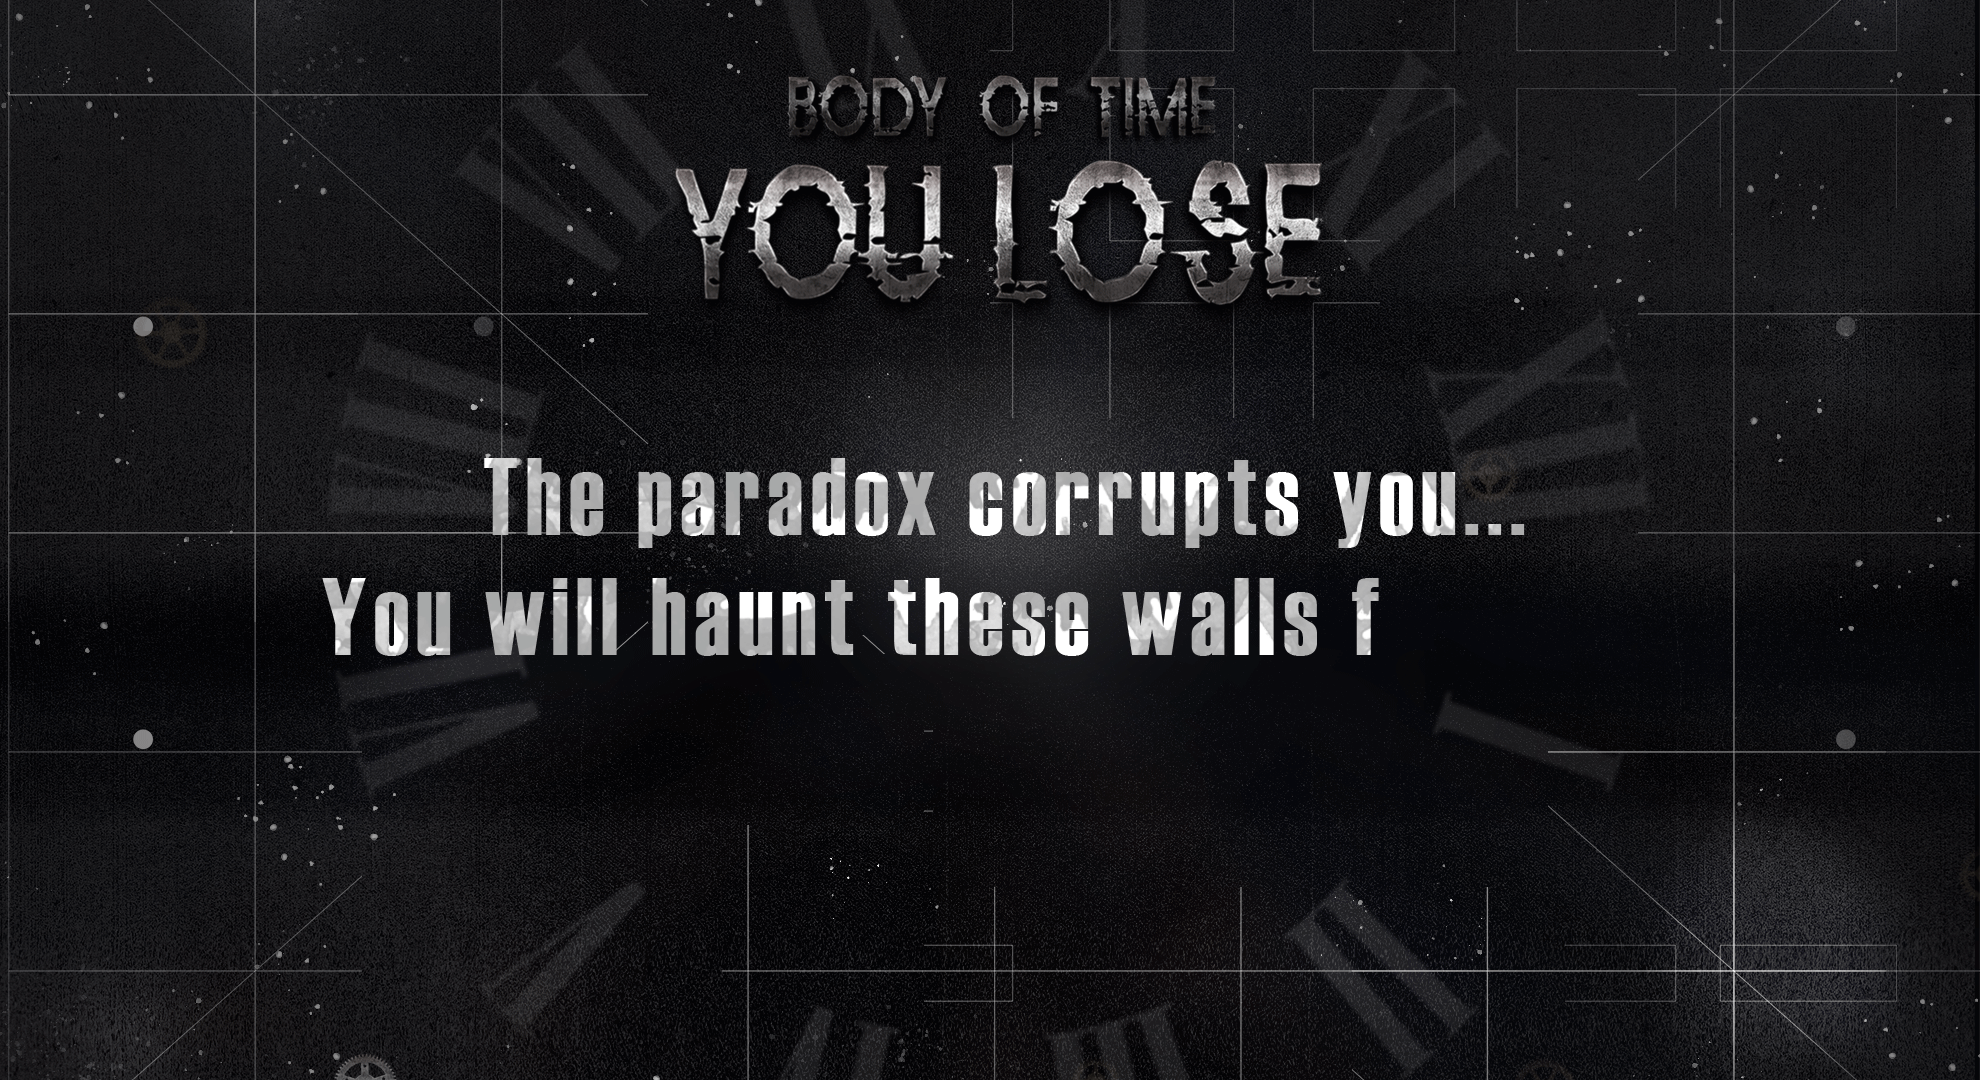 BODY OF TIME
YOU LOSE
The paradox corrupts you...
You will haunt these walls f